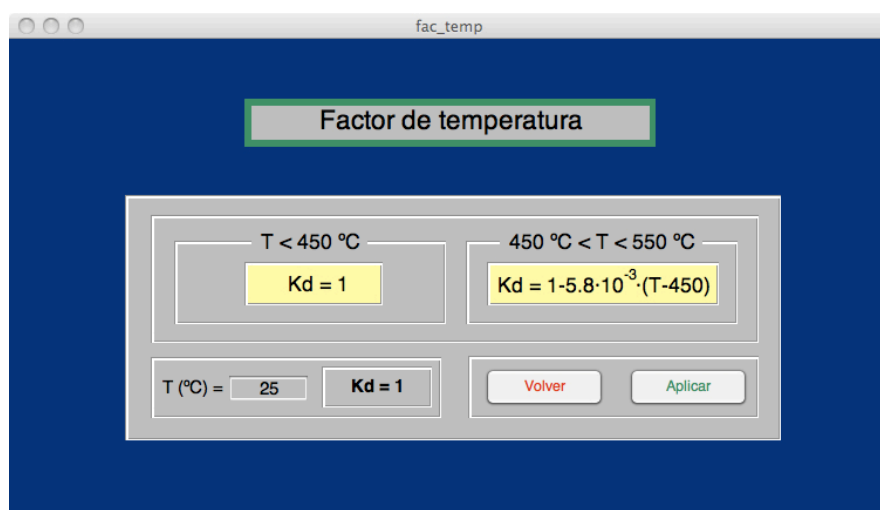 fac_temp
Factor de temperatura
T < 450 ºC
450 ºC < T < 550 ºC
Kd = 1
Kd = 1-5.8·10⁻³·(T-450)
T (ºC) = 25
Kd = 1
Volver
Aplicar